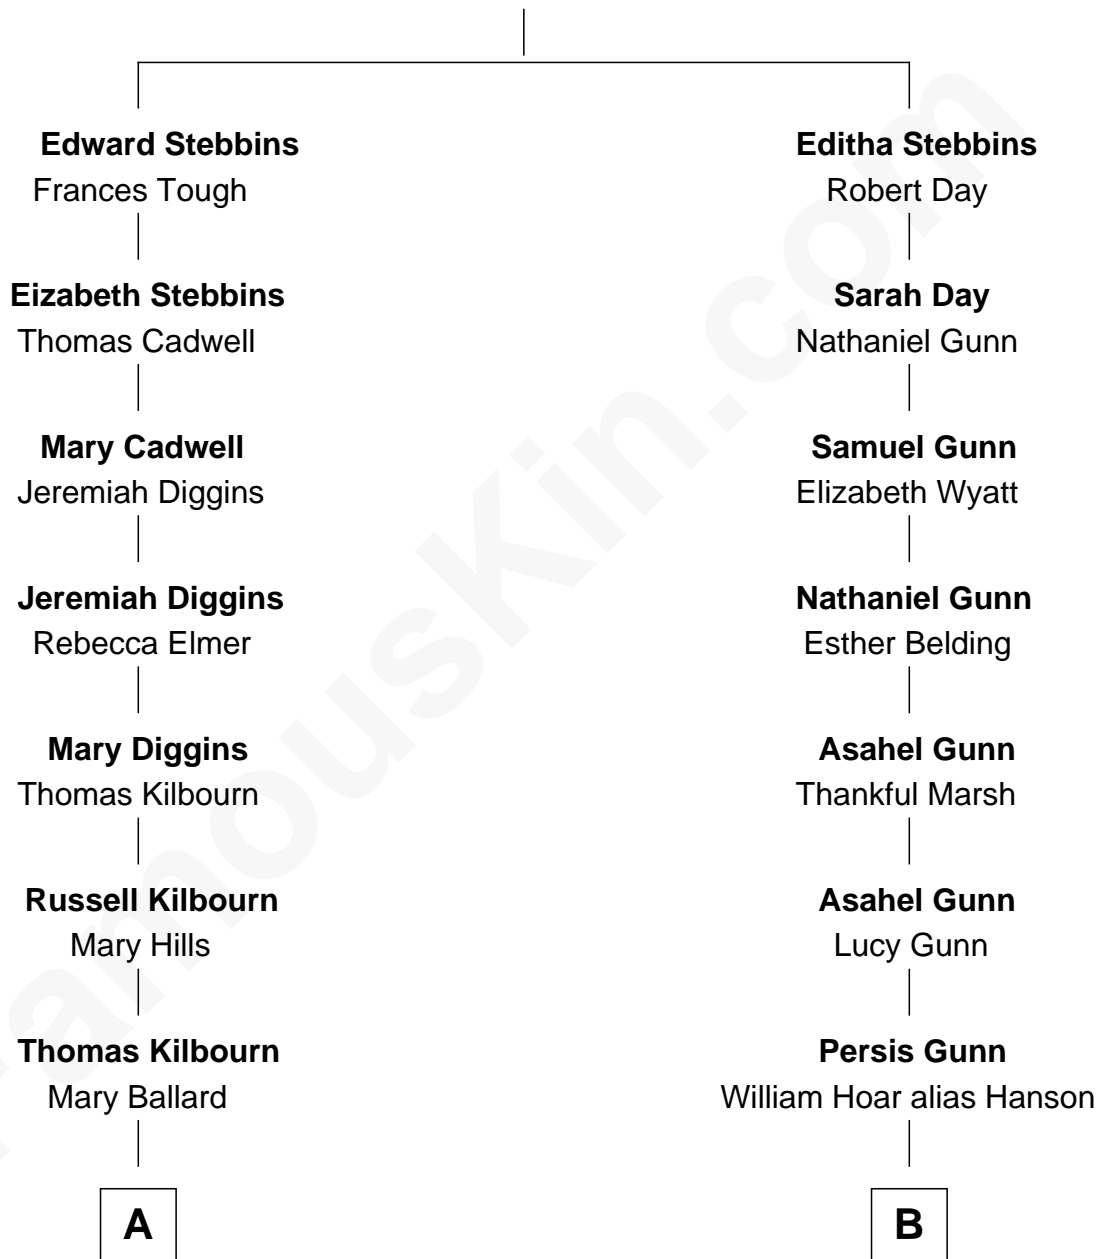 Edward Stebbins
Frances Tough
Eizabeth Stebbins
Thomas Cadwell
Mary Cadwell
Jeremiah Diggins
Jeremiah Diggins
Rebecca Elmer
Mary Diggins
Thomas Kilbourn
Russell Kilbourn
Mary Hills
Thomas Kilbourn
Mary Ballard
A
Editha Stebbins
Robert Day
Sarah Day
Nathaniel Gunn
Samuel Gunn
Elizabeth Wyatt
Nathaniel Gunn
Esther Belding
Asahel Gunn
Thankful Marsh
Asahel Gunn
Lucy Gunn
Persis Gunn
William Hoar alias Hanson
B
FamousKin.com